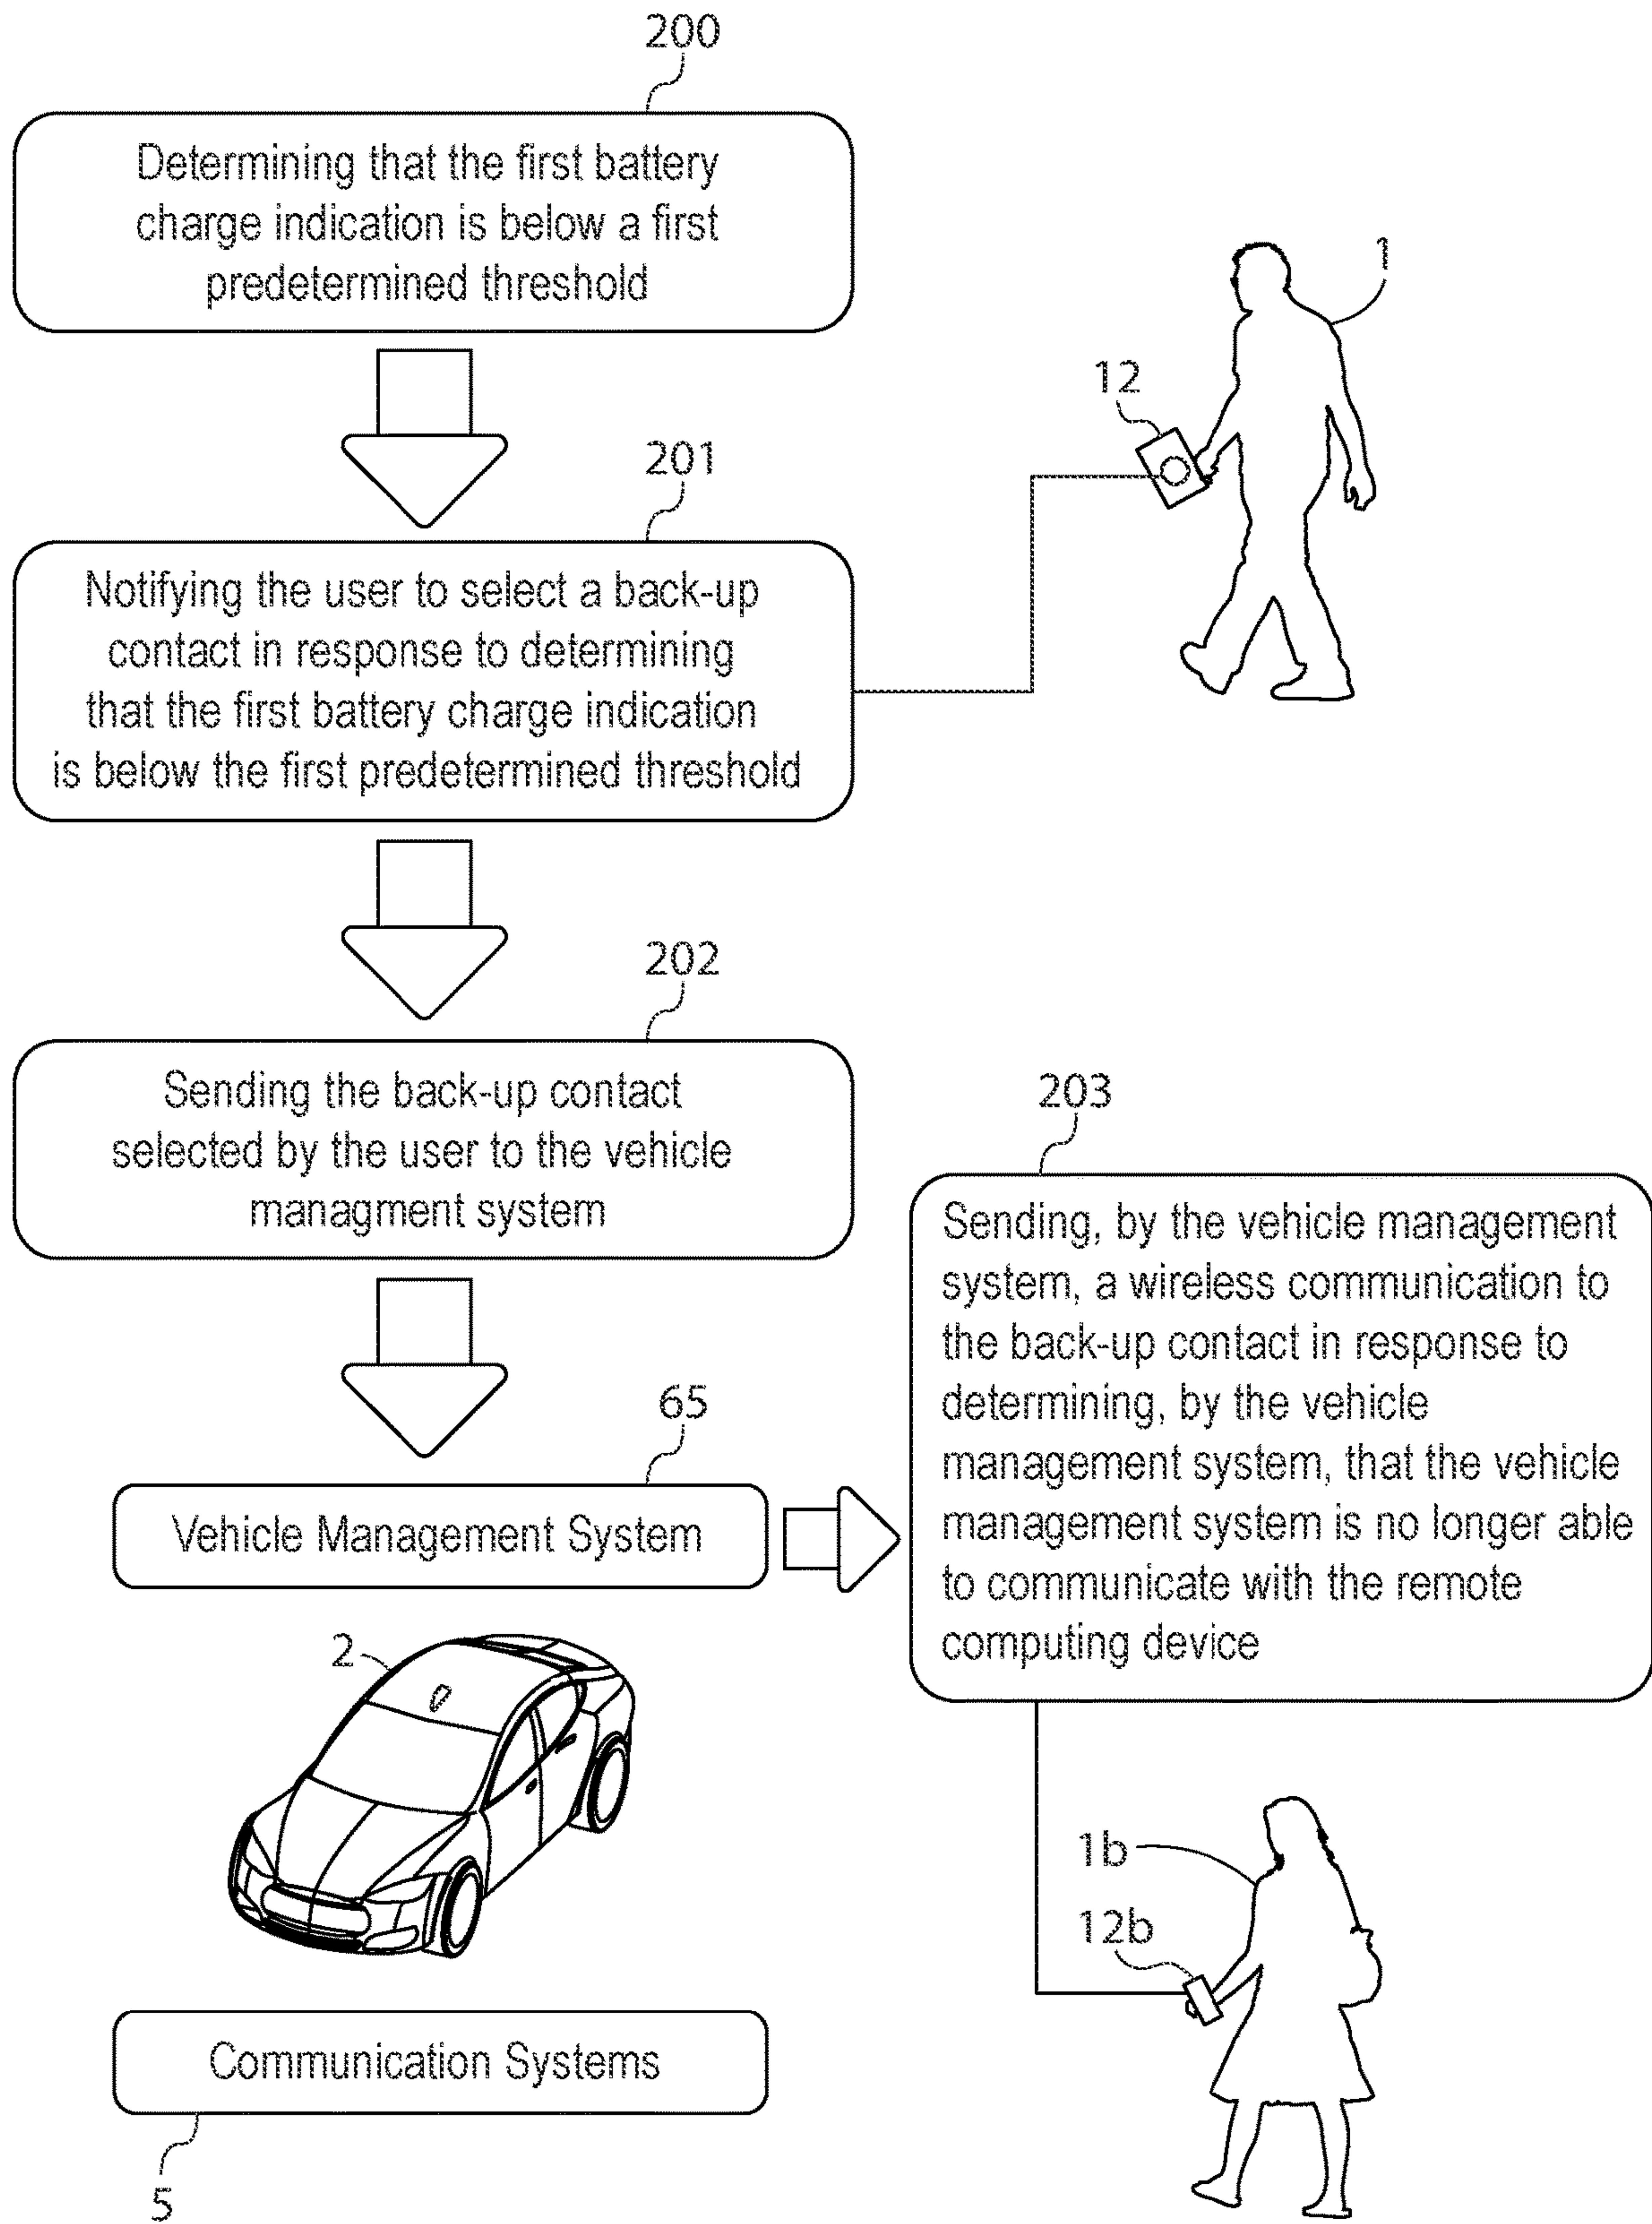 200
Determining that the first battery
charge indication is below a first
predetermined threshold
1
12
201
Notifying the user to select a back-up
contact in response to determining
that the first battery charge indication
is below the first predetermined threshold
202
Sending the back-up contact
selected by the user to the vehicle
managment system
203
Sending, by the vehicle management
system, a wireless communication to
the back-up contact in response to
determining, by the vehicle
management system, that the vehicle
management system is no longer able
to communicate with the remote
computing device
65
Vehicle Management System
2
1b
12b
Communication Systems
5